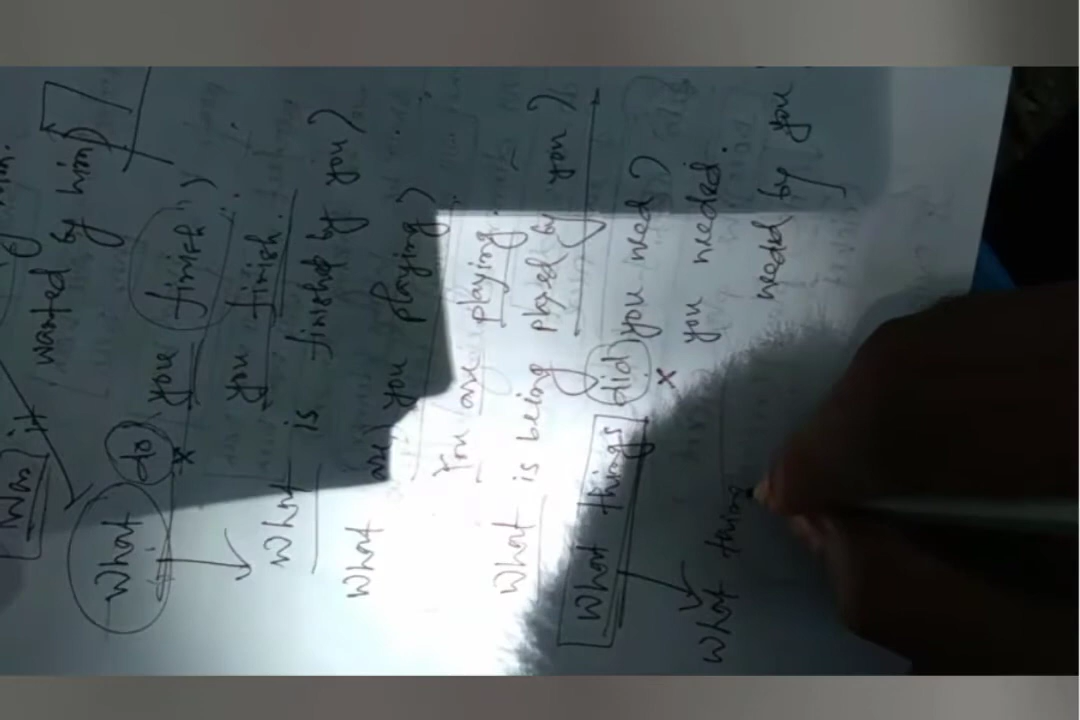 Was it wanted by him
What do you finish?
you finish.
What is finished by you?
What are you playing?
You are playing.
What is being played by you?
What things did you need?
you needed.
What thing needed by you